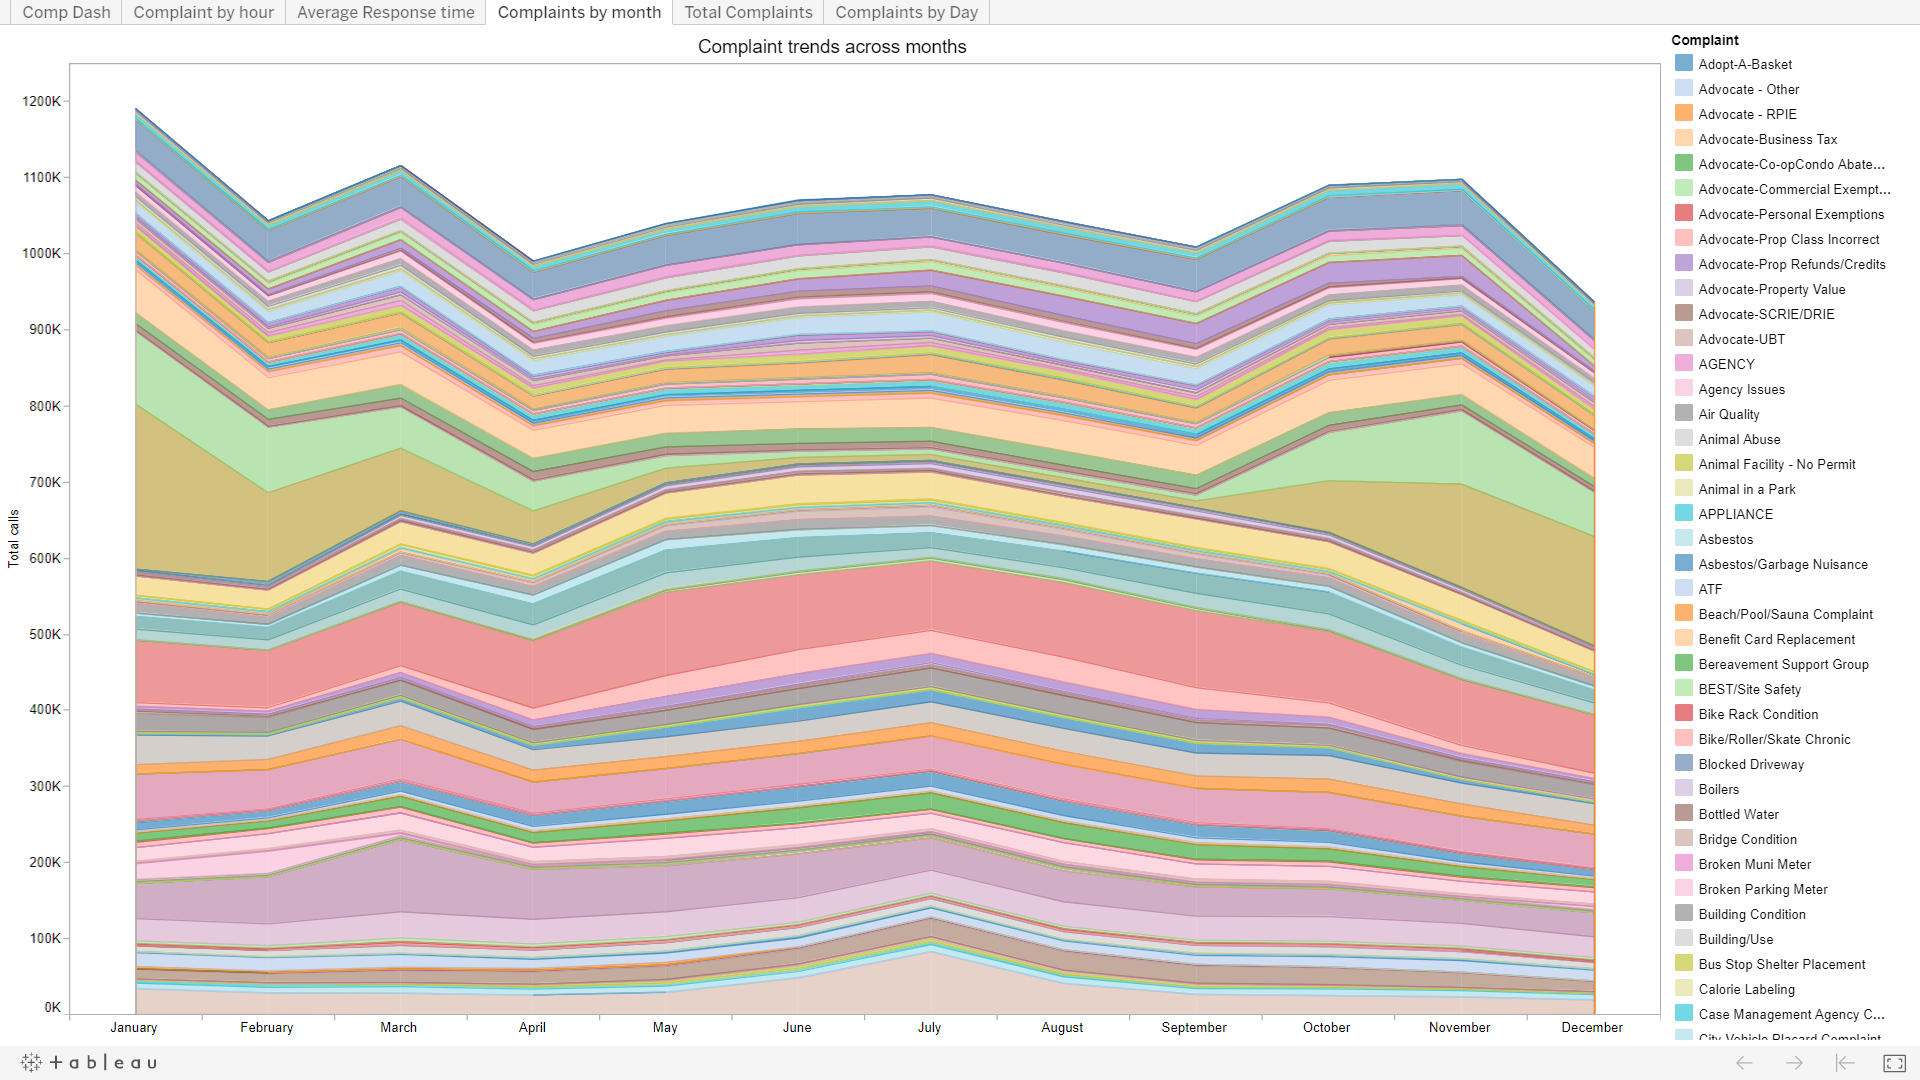 Comp Dash
Complaint by hour
Average Response time
Complaints by month
Total Complaints
Complaints by Day
Complaint trends across months
Total calls
1200K
1100K
1000K
900K
800K
700K
600K
500K
400K
300K
200K
100K
0K
January
February
March
April
May
June
July
August
September
October
November
December
Complaint
Adopt-A-Basket
Advocate - Other
Advocate - RPIE
Advocate-Business Tax
Advocate-Co-opCondo Abate...
Advocate-Commercial Exempt...
Advocate-Personal Exemptions
Advocate-Prop Class Incorrect
Advocate-Prop Refunds/Credits
Advocate-Property Value
Advocate-SCRIE/DRIE
Advocate-UBT
AGENCY
Agency Issues
Air Quality
Animal Abuse
Animal Facility - No Permit
Animal in a Park
APPLIANCE
Asbestos
Asbestos/Garbage Nuisance
ATF
Beach/Pool/Sauna Complaint
Benefit Card Replacement
Bereavement Support Group
BEST/Site Safety
Bike Rack Condition
Bike/Roller/Skate Chronic
Blocked Driveway
Boilers
Bottled Water
Bridge Condition
Broken Muni Meter
Broken Parking Meter
Building Condition
Building/Use
Bus Stop Shelter Placement
Calorie Labeling
Case Management Agency C...
City Vehicle Placard Complaint
+ a b l e a u